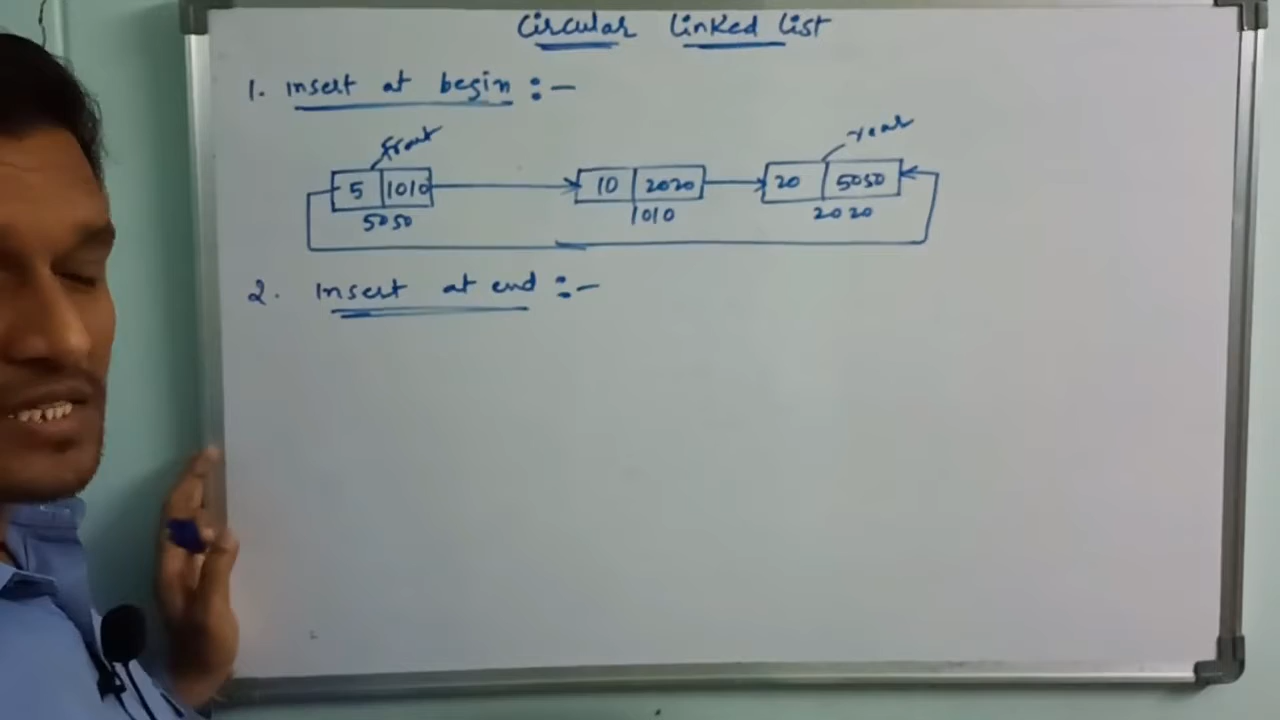 Circular Linked List
1. Insert at begin :-
front
rear
5 1010 10 2020 20 5050
5050 1010 2020
2. Insert at end :-